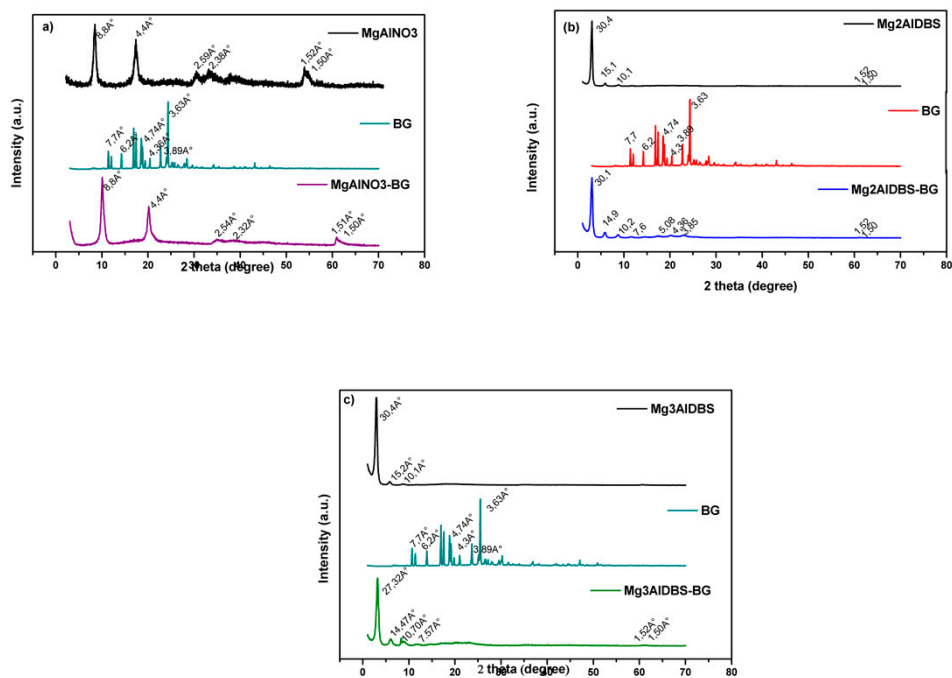 a)
MgAlNO3
8.8A°
4,4A°
2.59A°
2.38A°
1,52A°
1,50A°
BG
7,7A°
6,2A°
4,74A°
4,36A°
3,63A°
3,89A°
MgAlNO3-BG
8,8A°
4,4A°
2,54A°
2,32A°
1,51A°
1,50A°
Intensity (a.u.)
0 10 20 30 40 50 60 70 80
2 theta (degree)
(b)
Mg2AlDBS
30,4
15,1
10,1
1,52
1,50
BG
7,7
6,2
4,74
4,3
3,89
3,63
Mg2AlDBS-BG
30,1
14,9
10,2
7,6
5,08
4,36
3,85
1,52
1,50
Intensity (a.u.)
0 10 20 30 40 50 60 70 80
2 theta (degree)
c)
Mg3AlDBS
30,4A°
15,2A°
10,1A°
BG
7,7A°
6,2A°
4,74A°
4,3A°
3,63A°
3,89A°
Mg3AlDBS-BG
27,32A°
14,47A°
10,70A°
7,57A°
1,52A°
1,50A°
Intensity (a.u.)
0 10 20 30 40 50 60 70 80
2 theta (degree)